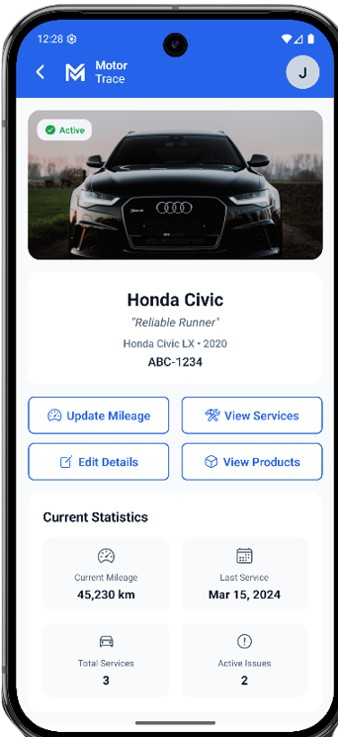 12:28
Motor
Trace
J
Active
Honda Civic
"Reliable Runner"
Honda Civic LX • 2020
ABC-1234
Update Mileage
View Services
Edit Details
View Products
Current Statistics
Current Mileage
45,230 km
Last Service
Mar 15, 2024
Total Services
3
Active Issues
2